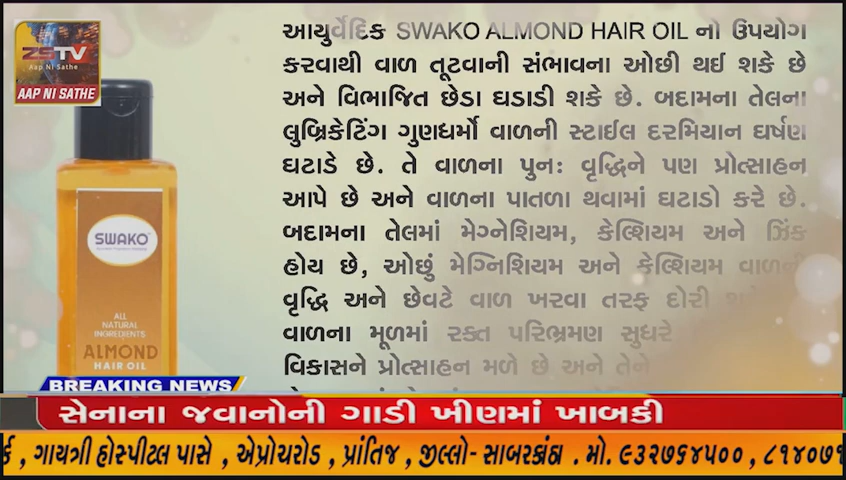 ZSTV
Aap Ni Sathe
AAP NI SATHE
આયુર્વેદિક SWAKO ALMOND HAIR OIL નો ઉપયોગ
કરવાથી વાળ તૂટવાની સંભાવના ઓછી થઈ શકે છે
અને વિભાજિત છેડા ઘડાડી શકે છે. બદામના તેલના
લુબ્રિકેટિંગ ગુણધર્મો વાળની સ્ટાઈલ દરમિયાન ઘર્ષણ
ઘટાડે છે. તે વાળના પુનઃ વૃદ્ધિને પણ પ્રોત્સાહન
આપે છે અને વાળના પાતળા થવામાં ઘટાડો કરે છે.
બદામના તેલમાં મેગ્નેશિયમ, કેલ્શિયમ અને ઝિંક
હોય છે, ઓછું મેગ્નિશિયમ અને કેલ્શિયમ વાળની
વૃદ્ધિ અને છેવટે વાળ ખરવા તરફ દોરી
વાળના મૂળમાં રક્ત પરિભ્રમણ સુધરે
વિકાસને પ્રોત્સાહન મળે છે અને તેને
SWAKO
ALL
NATURAL
INGREDIENTS
ALMOND
HAIR OIL
BREAKING NEWS
સેનાના જવાનોની ગાડી ખીણમાં ખાબકી
ર્ક , ગાયત્રી હોસ્પીટલ પાસે , એપ્રોચરોડ , પ્રાંતિજ , જીલ્લો- સાબરકાંઠા . મો. ૯૩૨૭૬૪૫૦૦ , ૮૧૪૦૭૧